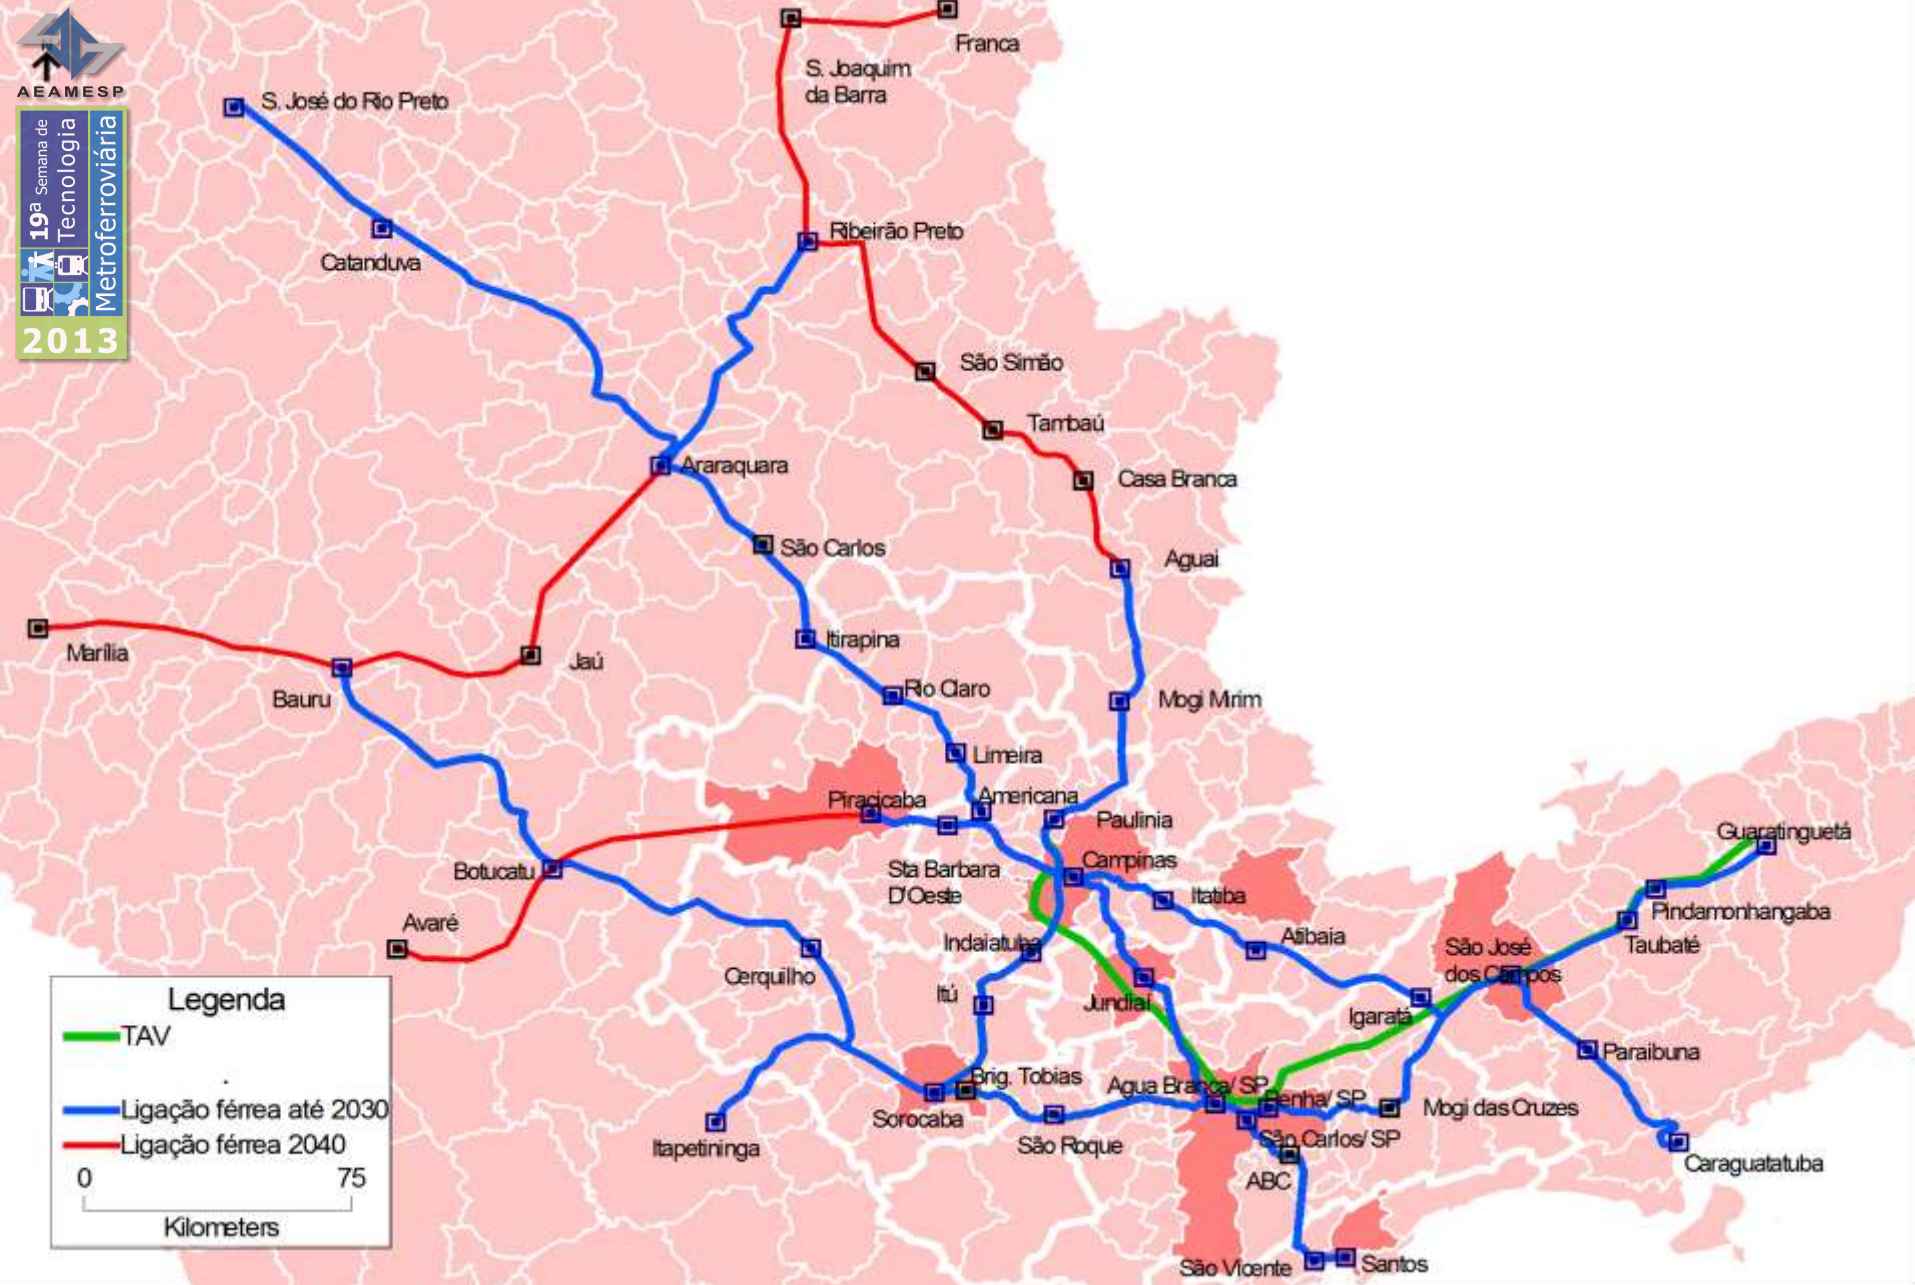 AEAMESP
19ª Semana de
Tecnologia
Metroferroviária
2013
Franca
S. Joaquim
da Barra
S. José do Rio Preto
Ribeirão Preto
Catanduva
São Simão
Tambaú
Araraquara
Casa Branca
São Carlos
Aguai
Itirapina
Marília
Jaú
Bauru
Rio Claro
Mogi Mirim
Limeira
Piracicaba
Americana
Paulinia
Guaratinguetá
Botucatu
Sta Barbara
D'Oeste
Campinas
Itatiba
Pindamonhangaba
Avaré
Indaiatuba
Atibaia
São José
dos Campos
Taubaté
Cerquilho
Itú
Jundiaí
Igaratá
Paraibuna
Brig. Tobias
Agua Branca/ SP
Penha/ SP
Mogi das Cruzes
Sorocaba
São Roque
São Carlos/ SP
Itapetininga
ABC
Caraguatatuba
São Vicente
Santos
Legenda
TAV
.
Ligação férrea até 2030
Ligação férrea 2040
0 75
Kilometers